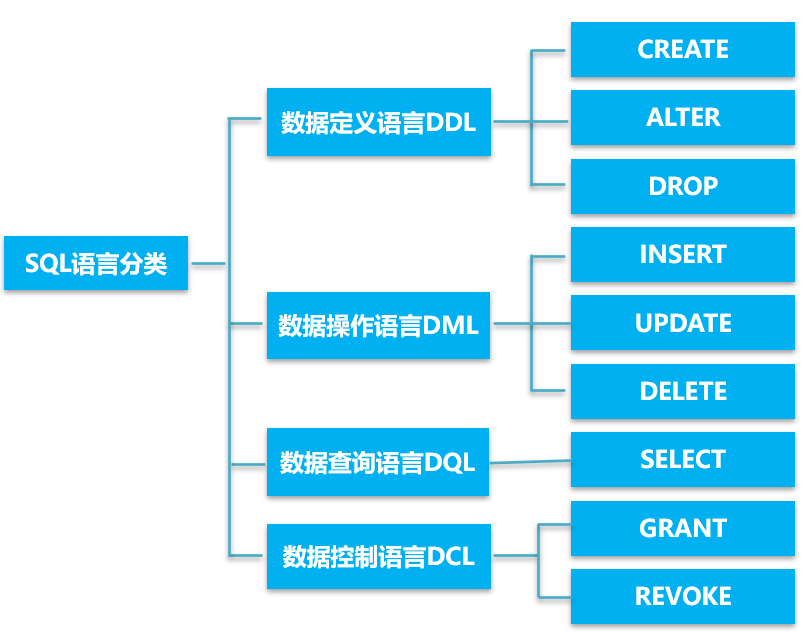 SQL语言分类
数据定义语言DDL
CREATE
ALTER
DROP
数据操作语言DML
INSERT
UPDATE
DELETE
数据查询语言DQL
SELECT
数据控制语言DCL
GRANT
REVOKE